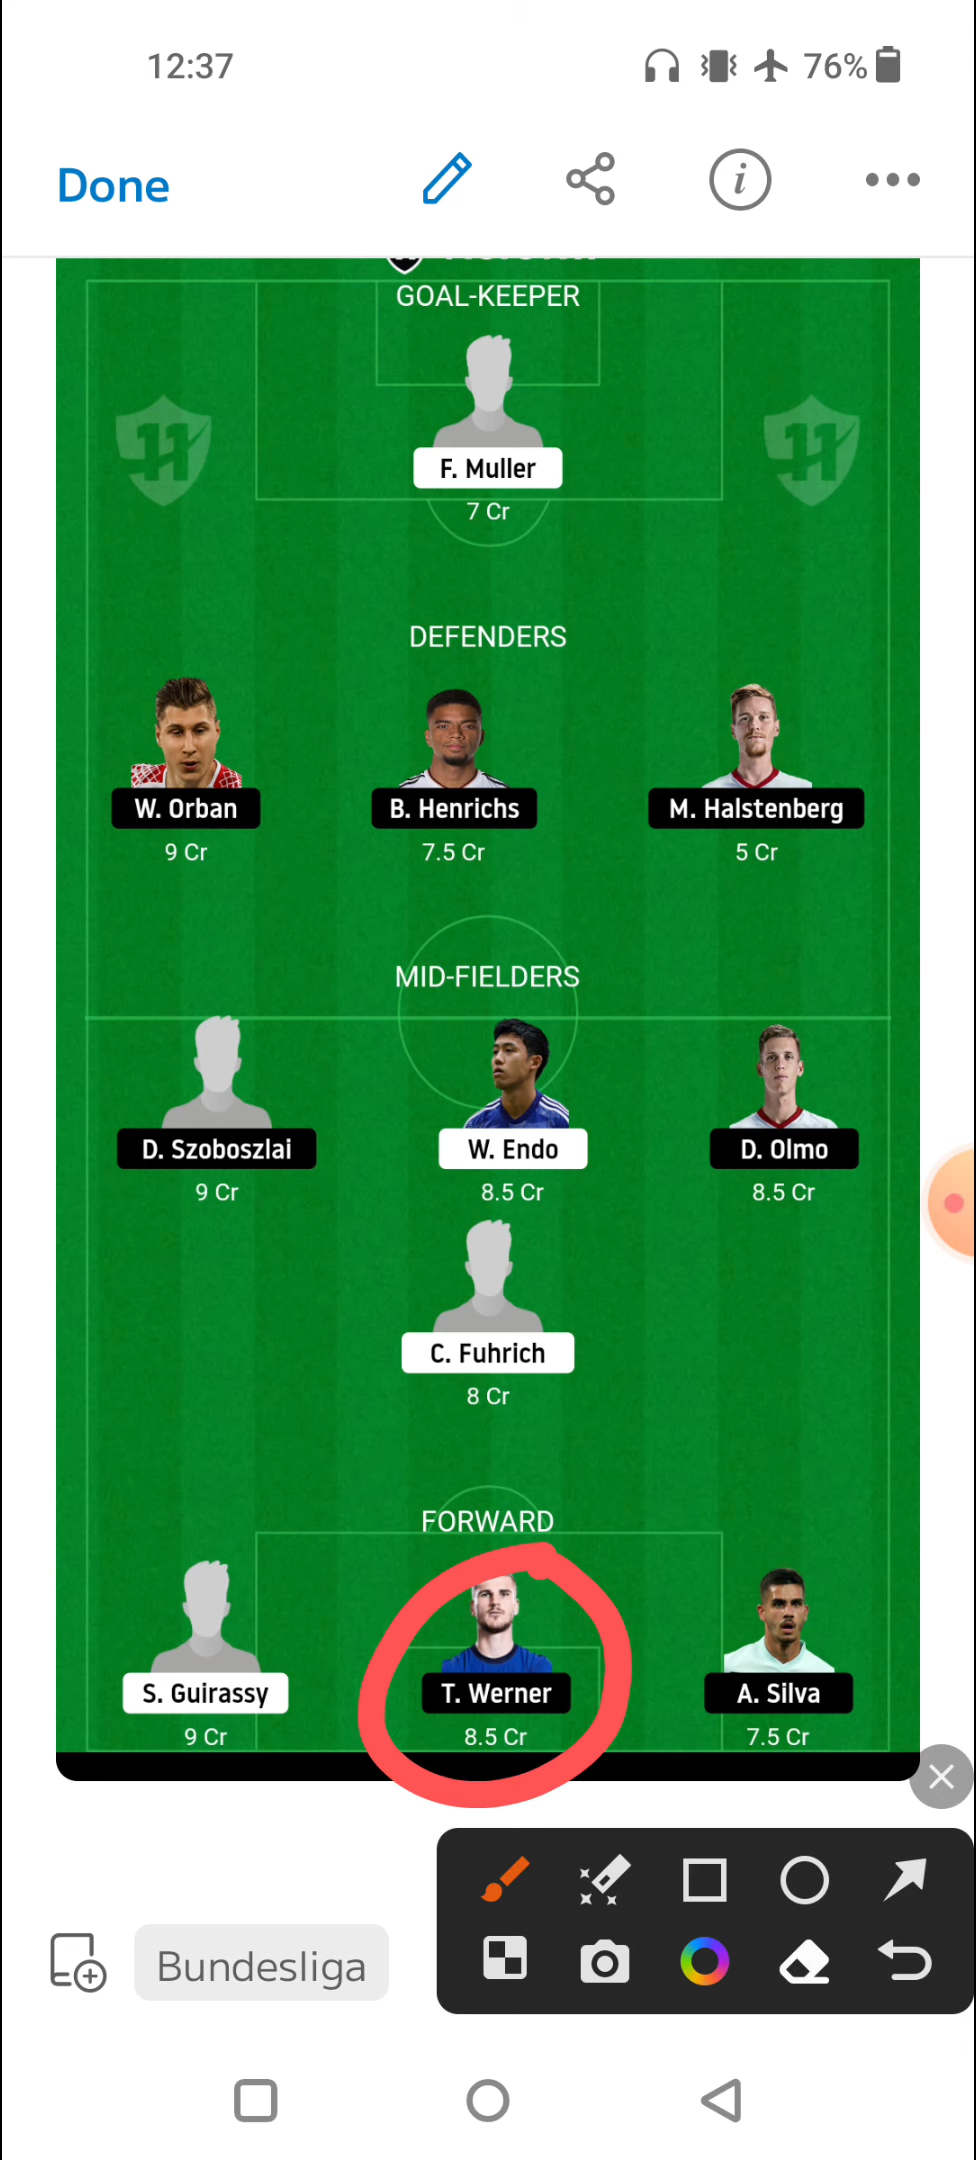 12:37
76%
Done
GOAL-KEEPER
F. Muller
7 Cr
DEFENDERS
W. Orban
B. Henrichs
M. Halstenberg
9 Cr
7.5 Cr
5 Cr
MID-FIELDERS
D. Szoboszlai
W. Endo
D. Olmo
9 Cr
8.5 Cr
8.5 Cr
C. Fuhrich
8 Cr
FORWARD
S. Guirassy
T. Werner
A. Silva
9 Cr
8.5 Cr
7.5 Cr
Bundesliga